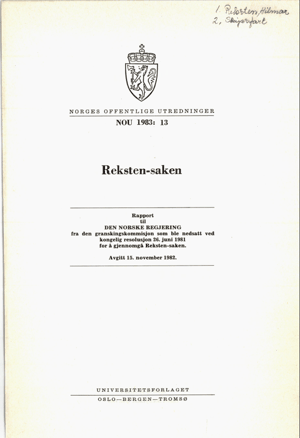 1. Reksten, Hilmar
2. Skipsfart
NORGES OFFENTLIGE UTREDNINGER
NOU 1983: 13
Reksten-saken
Rapport
til
DEN NORSKE REGJERING
fra den granskingskommisjon som ble nedsatt ved
kongelig resolusjon 26. juni 1981
for å gjennomgå Reksten-saken.
Avgitt 15. november 1982.
UNIVERSITETSFORLAGET
OSLO—BERGEN—TROMSØ